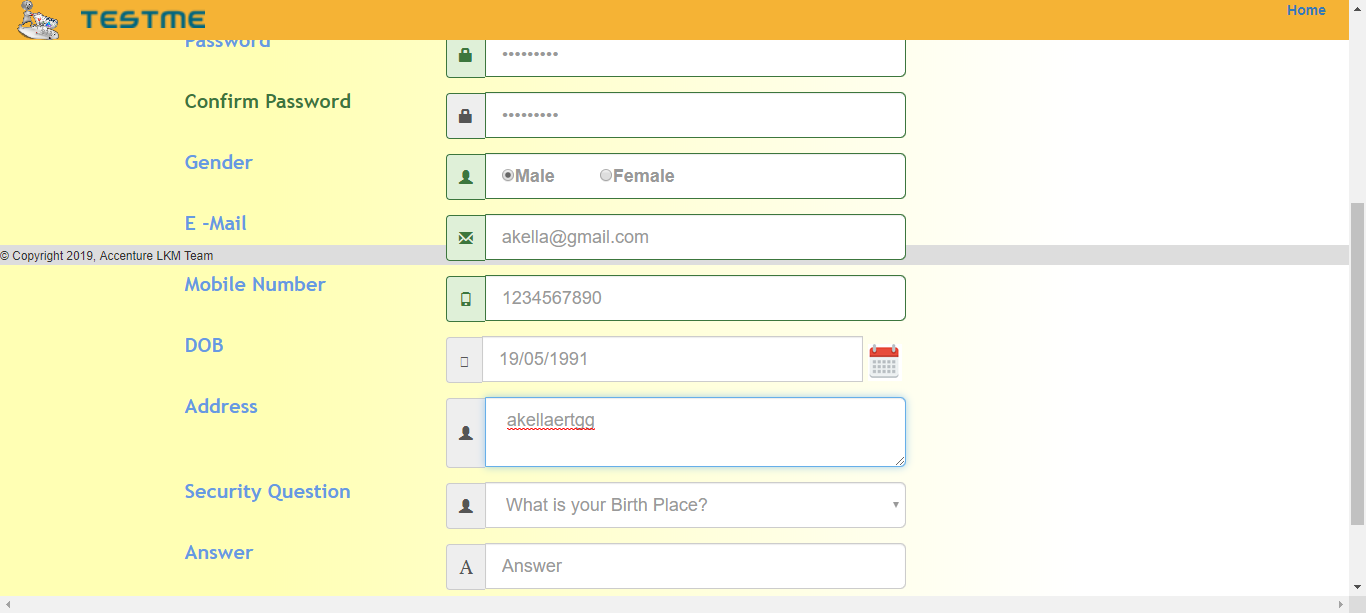 TESTME
Home
Password
•••••••••
Confirm Password
•••••••••
Gender
Male Female
E -Mail
akella@gmail.com
© Copyright 2019, Accenture LKM Team
Mobile Number
1234567890
DOB
19/05/1991
Address
akellaertgg
Security Question
What is your Birth Place?
Answer
A Answer